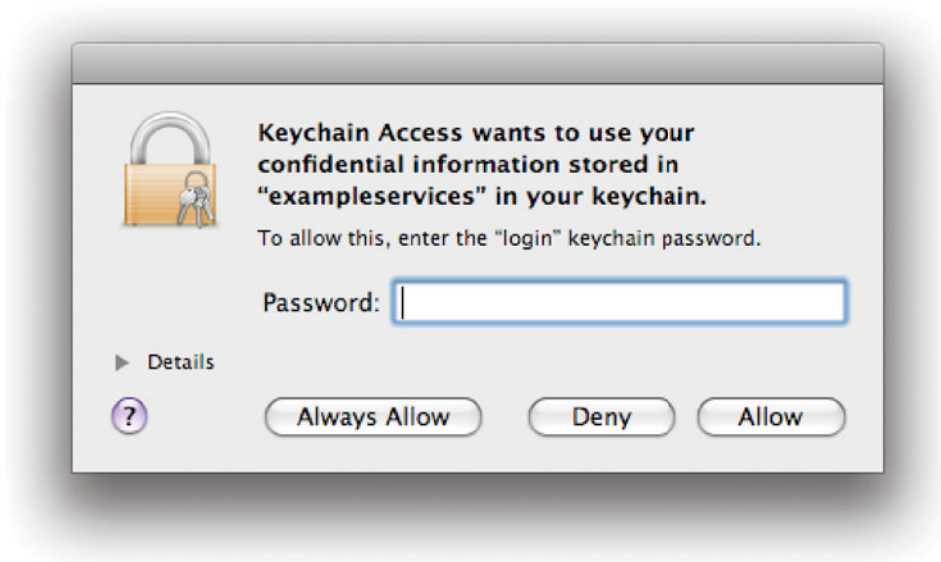 Keychain Access wants to use your
confidential information stored in
“exampleservices” in your keychain.
To allow this, enter the “login” keychain password.
Password:
Details
?
Always Allow
Deny
Allow